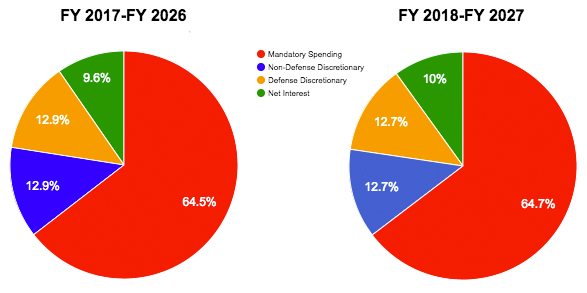 FY 2017-FY 2026
FY 2018-FY 2027
Mandatory Spending
Non-Defense Discretionary
Defense Discretionary
Net Interest
9.6%
12.9%
12.9%
64.5%
10%
12.7%
12.7%
64.7%